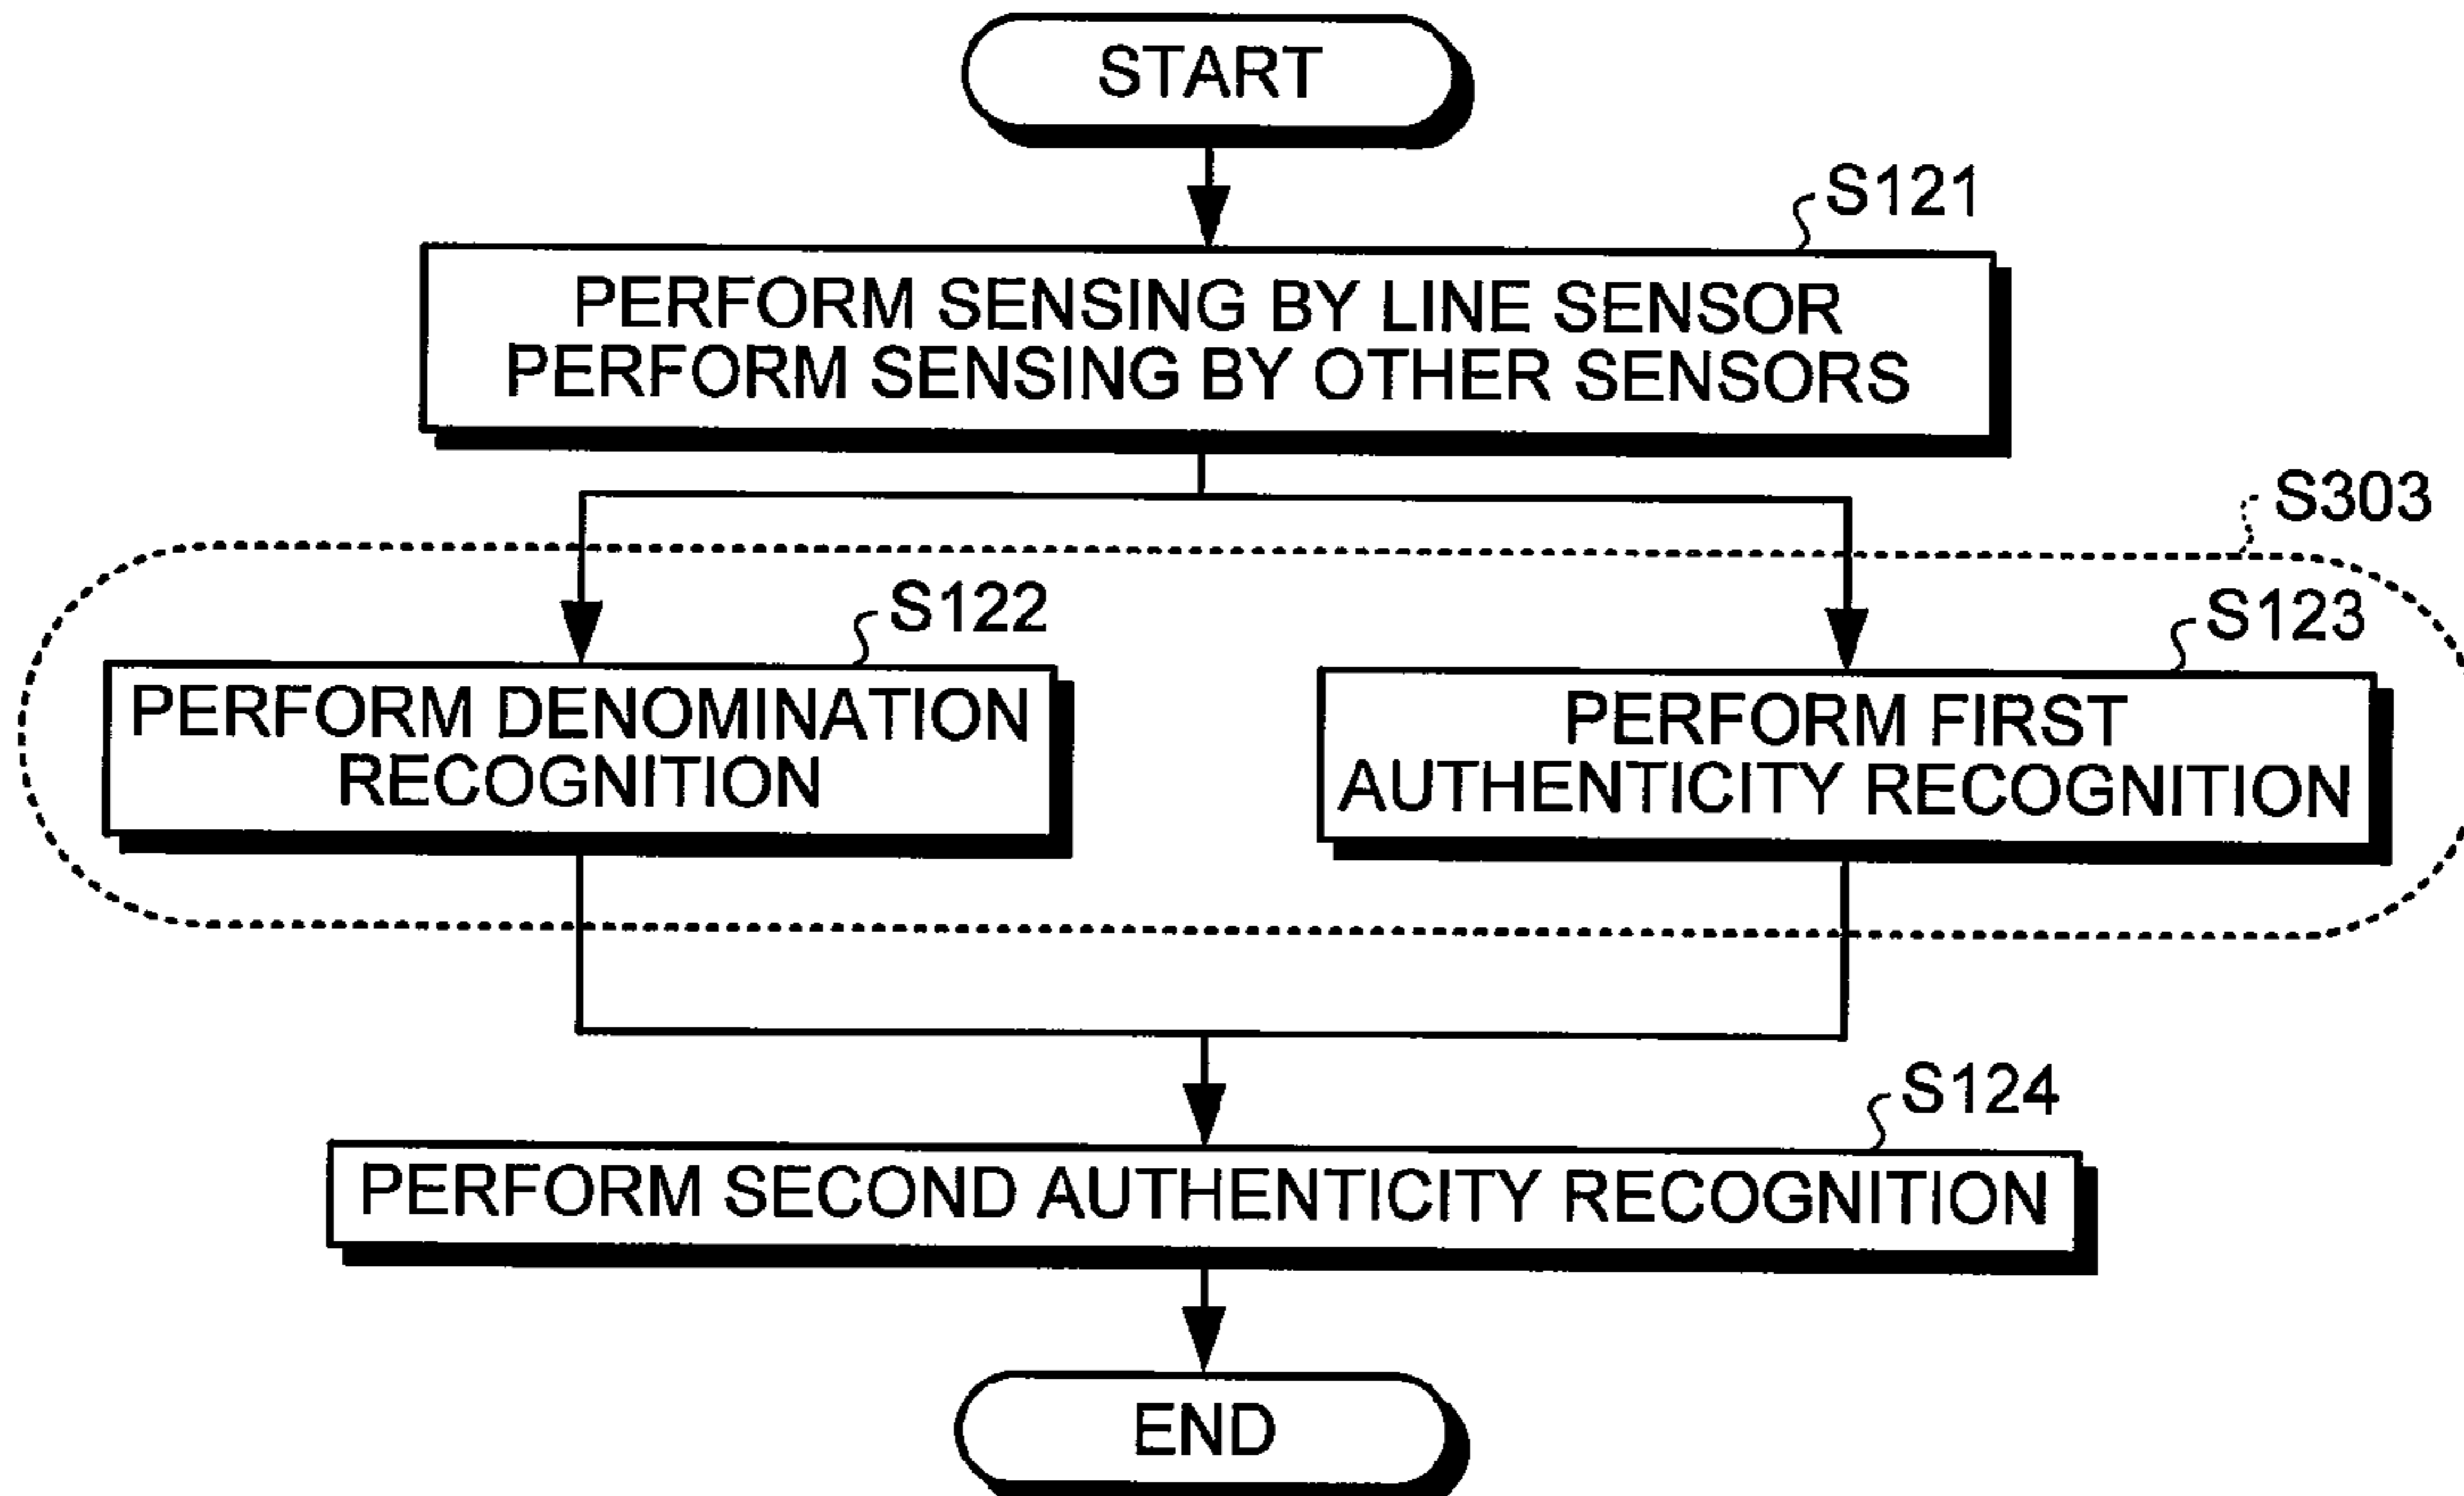 START
S121
PERFORM SENSING BY LINE SENSOR
PERFORM SENSING BY OTHER SENSORS
S303
S122
S123
PERFORM DENOMINATION
RECOGNITION
PERFORM FIRST
AUTHENTICITY RECOGNITION
S124
PERFORM SECOND AUTHENTICITY RECOGNITION
END